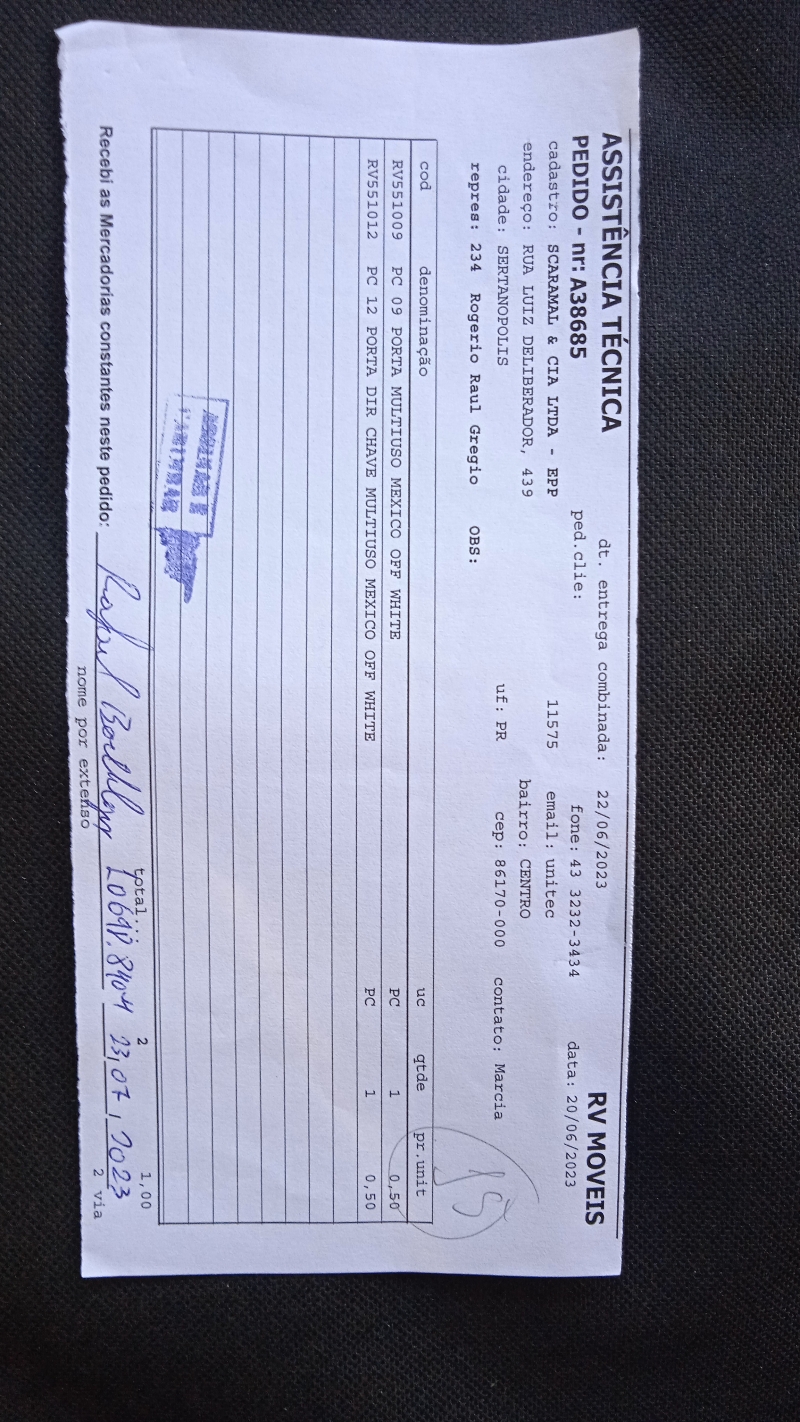 ASSISTÊNCIA TÉCNICA dt. entrega combinada: 22/06/2023 RV MOVEIS
PEDIDO - nr: A38685 ped.clie: fone: 43 3232-3434 data: 20/06/2023
cadastro: SCARAMAL & CIA LTDA - EPP 11575 email: unitec
endereço: RUA LUIZ DELIBERADOR, 439 bairro: CENTRO
cidade: SERTANOPOLIS uf: PR cep: 86170-000 contato: Marcia
repres: 234 Rogerio Raul Gregio OBS:
15
cod denominação uc qtde pr.unit
RV551009 PC 09 PORTA MULTIUSO MEXICO OFF WHITE PC 1 0,50
RV551012 PC 12 PORTA DIR CHAVE MULTIUSO MEXICO OFF WHITE PC 1 0,50
total..: 2 1,00
Recebi as Mercadorias constantes neste pedido: 23,07,2023
nome por extenso 2 via